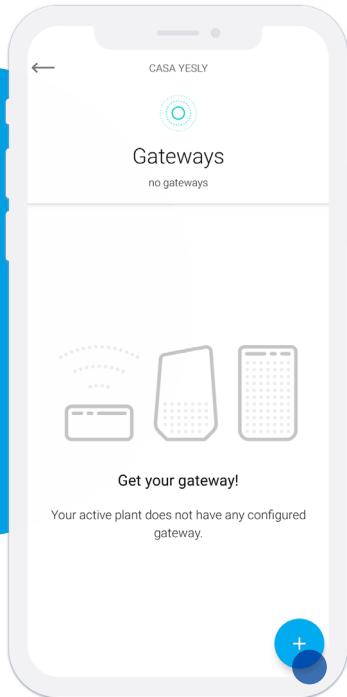 CASA YESLY
Gateways
no gateways
Get your gateway!
Your active plant does not have any configured
gateway.